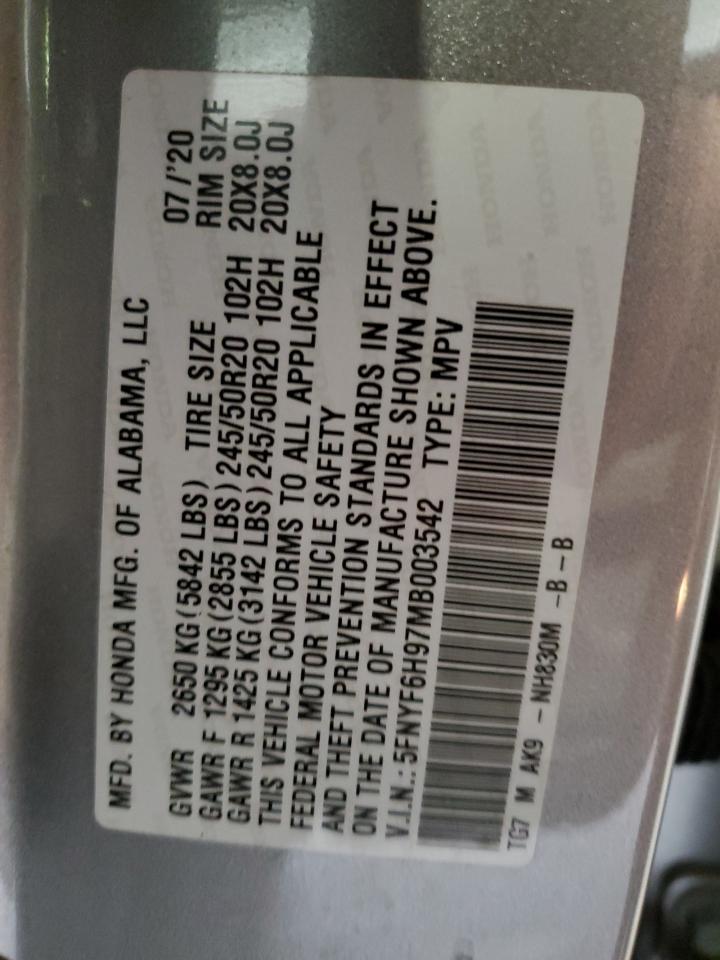 MFD. BY HONDA MFG. OF ALABAMA, LLC
07/'20
GVWR 2650 KG(5842 LBS) TIRE SIZE RIM SIZE
GAWR F 1295 KG(2855 LBS)245/50R20 102H 20X8.0J
GAWR R 1425 KG(3142 LBS)245/50R20 102H 20X8.0J
THIS VEHICLE CONFORMS TO ALL APPLICABLE
FEDERAL MOTOR VEHICLE SAFETY
AND THEFT PREVENTION STANDARDS IN EFFECT
ON THE DATE OF MANUFACTURE SHOWN ABOVE.
V.I.N.: 5FNYF6H97MB003542 TYPE: MPV
TG7 M AK9 -NH830M -B-B
HONDA HONDA HONDA